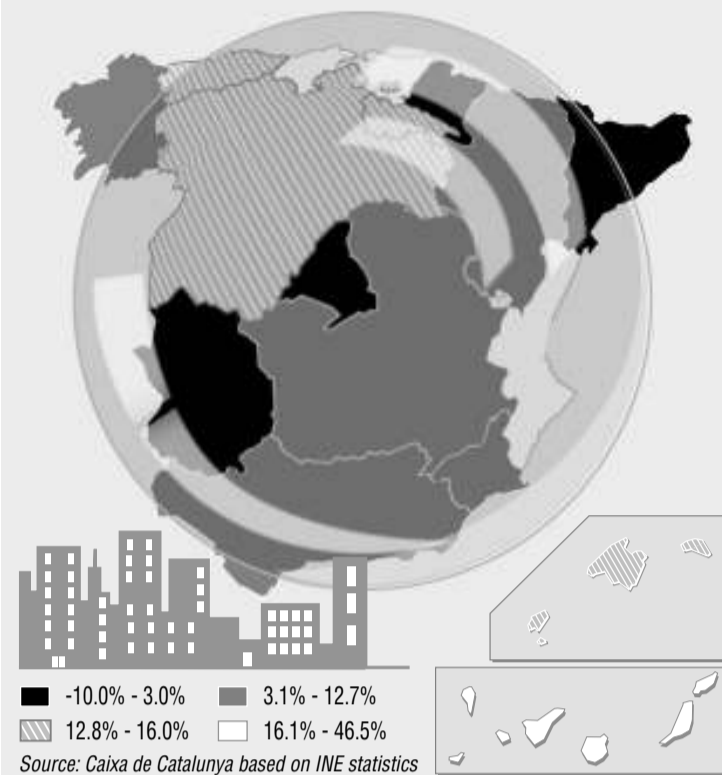 -10.0% - 3.0% 3.1% - 12.7%
12.8% - 16.0% 16.1% - 46.5%
Source: Caixa de Catalunya based on INE statistics